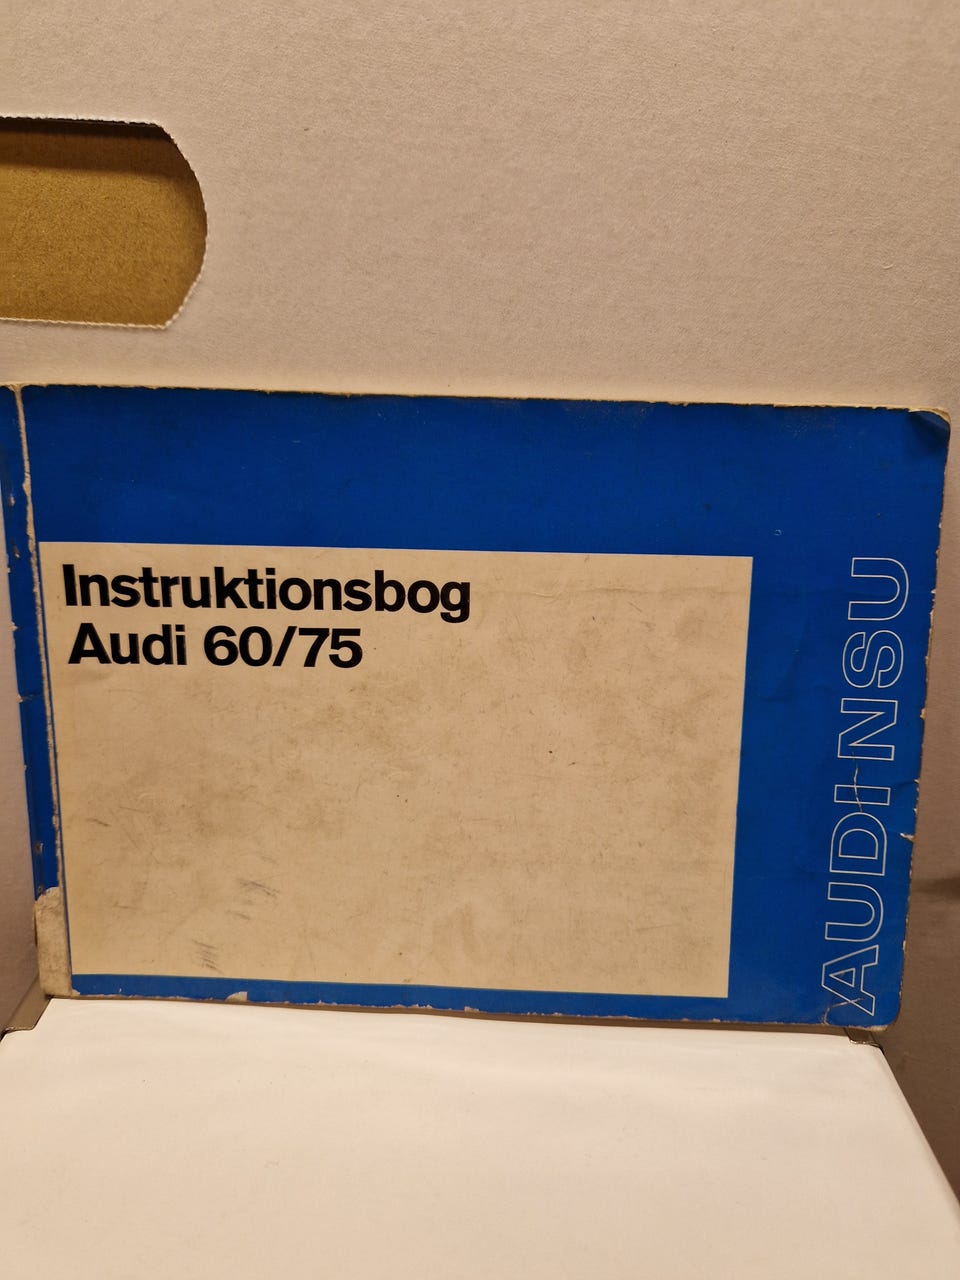 Instruktionsbog
Audi 60/75
AUDI NSU